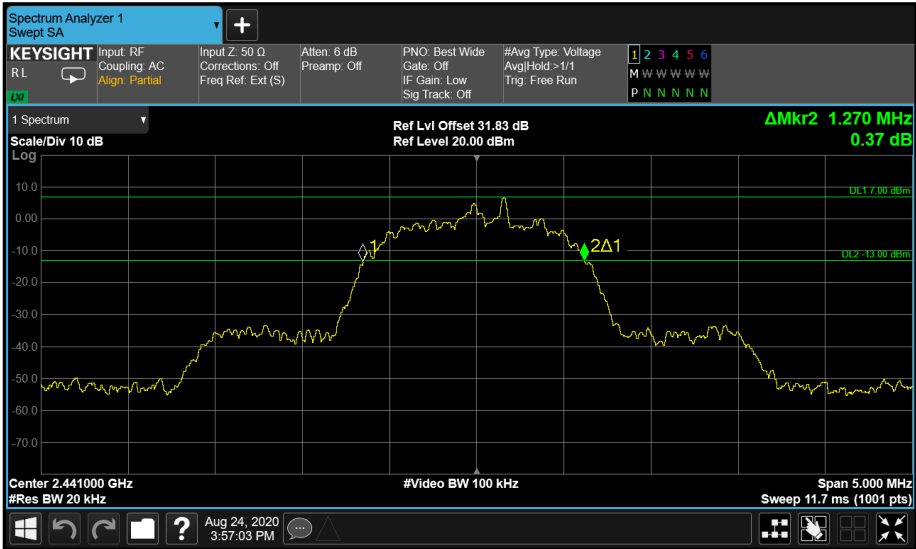 Spectrum Analyzer 1
Swept SA
+
KEYSIGHT Input: RF Input Z: 50 Ω Atten: 6 dB PNO: Best Wide #Avg Type: Voltage 1 2 3 4 5 6
RL Coupling: AC Corrections: Off Preamp: Off Gate: Off Avg|Hold:>1/1 M W W W W W W
Align: Partial Freq Ref: Ext (S) IF Gain: Low Trig: Free Run
LXI Sig Track: Off P N N N N N N
1 Spectrum Ref Lvl Offset 31.83 dB ΔMkr2 1.270 MHz
Scale/Div 10 dB Ref Level 20.00 dBm 0.37 dB
Log
10.0 DL1 7.00 dBm
0.00
-10.0 1 2Δ1 DL2 -13.00 dBm
-20.0
-30.0
-40.0
-50.0
-60.0
-70.0
Center 2.441000 GHz #Video BW 100 kHz Span 5.000 MHz
#Res BW 20 kHz Sweep 11.7 ms (1001 pts)
? Aug 24, 2020
3:57:03 PM